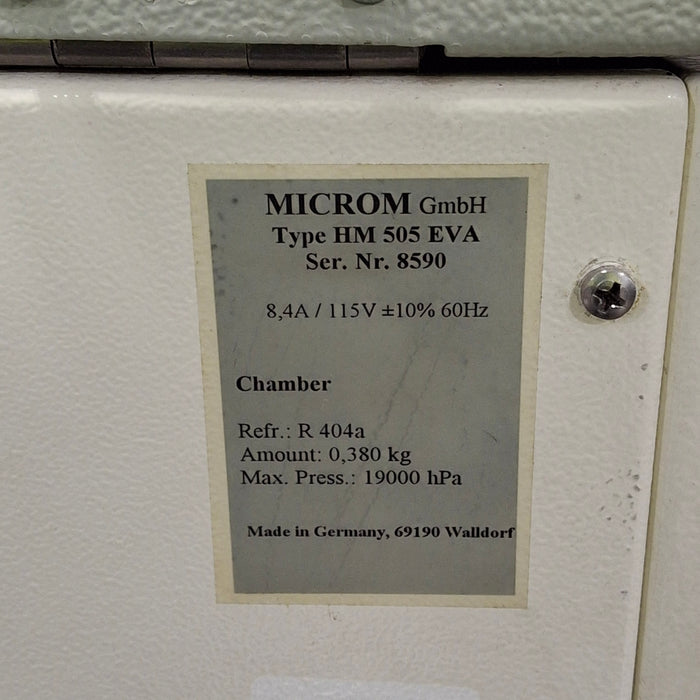 MICROM GmbH
Type HM 505 EVA
Ser. Nr. 8590
8,4A / 115V ±10% 60Hz
Chamber
Refr.: R 404a
Amount: 0,380 kg
Max. Press.: 19000 hPa
Made in Germany, 69190 Walldorf